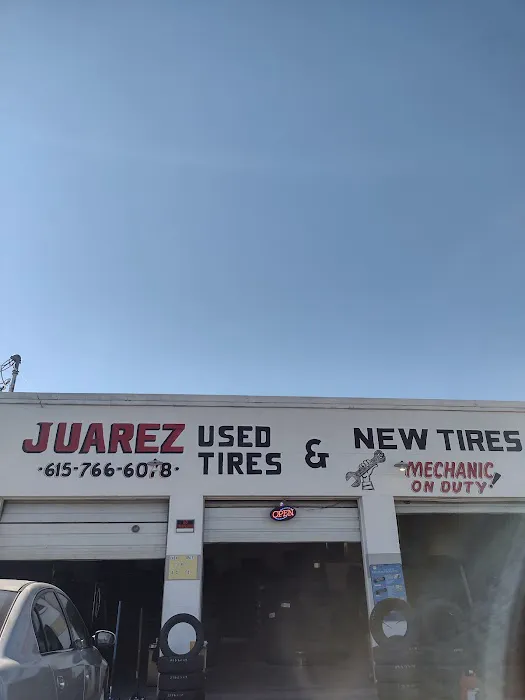 JUAREZ
·615-766-6078·
USED
TIRES
&
NEW TIRES
MECHANIC
ON DUTY!
OPEN